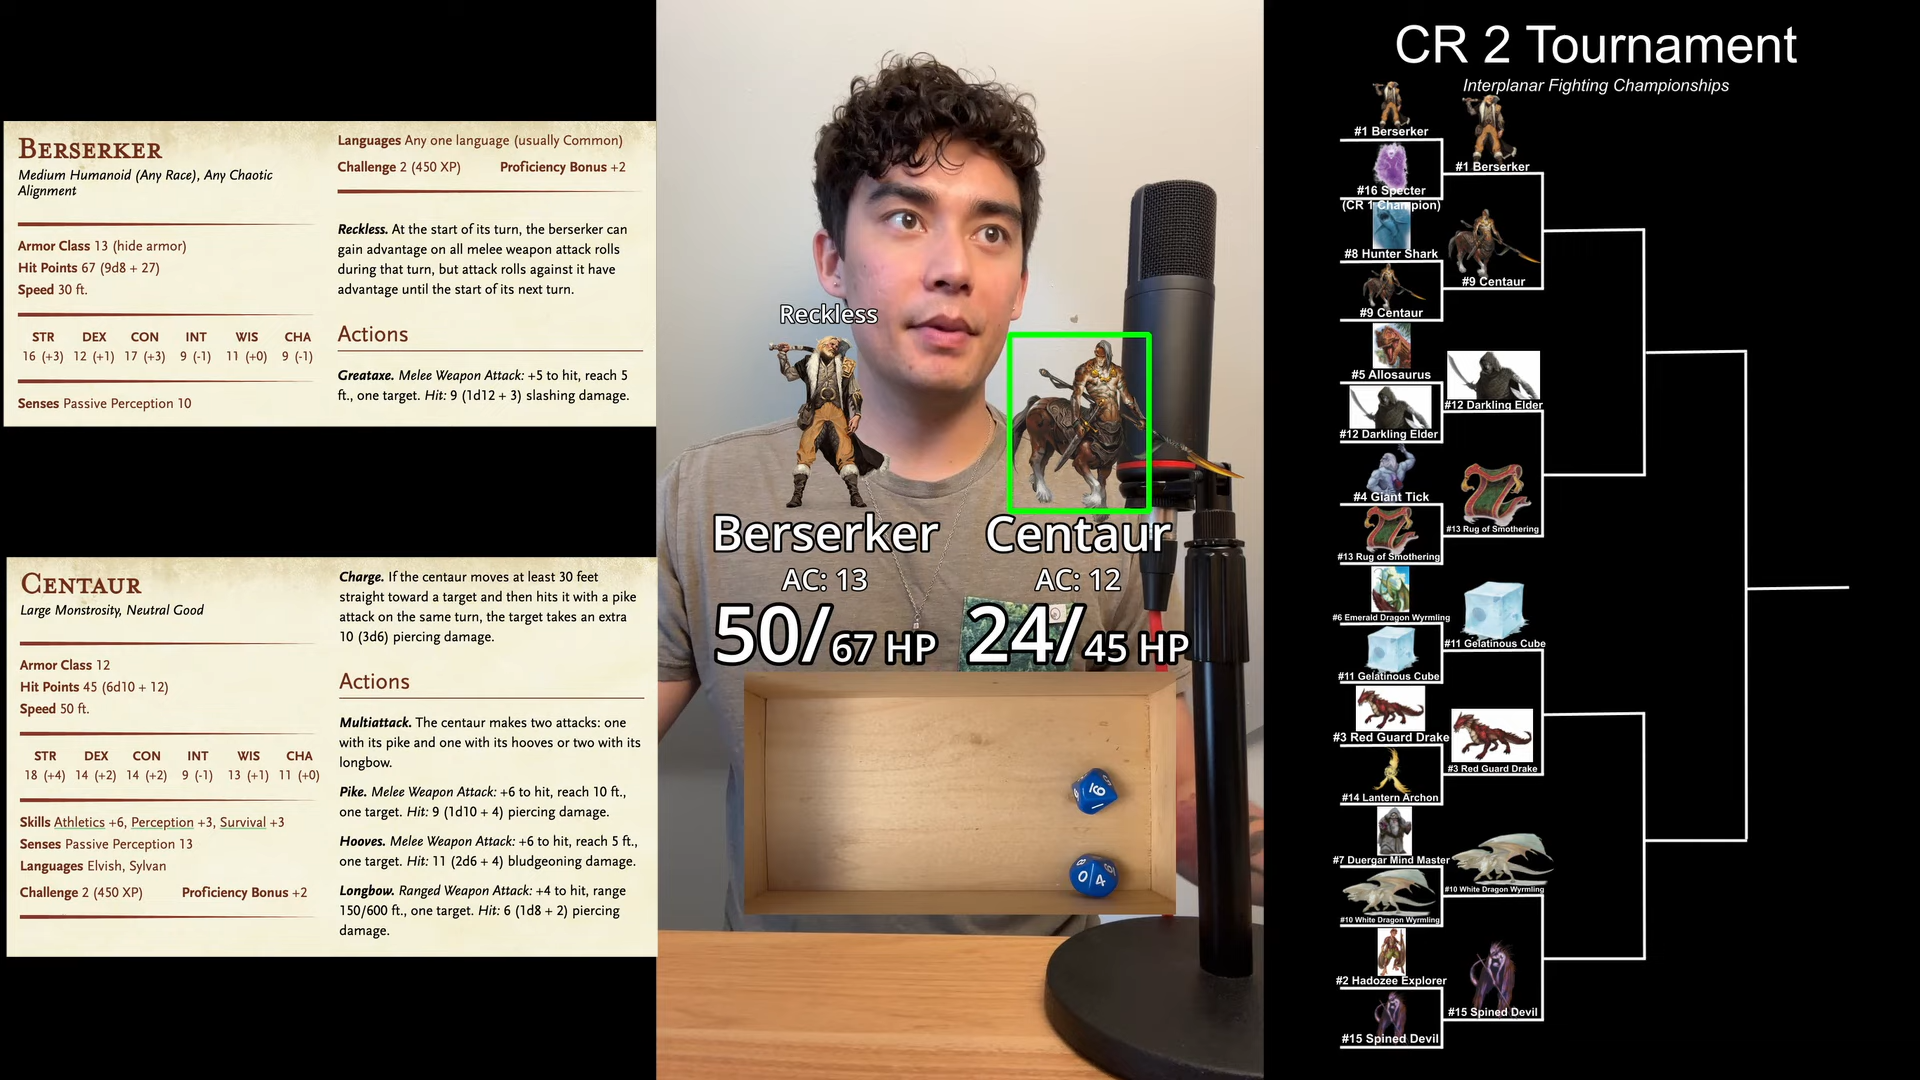 BERSERKER
Medium Humanoid (Any Race), Any Chaotic
Alignment
Armor Class 13 (hide armor)
Hit Points 67 (9d8 + 27)
Speed 30 ft.
STR DEX CON INT WIS CHA
16 (+3) 12 (+1) 17 (+3) 9 (-1) 11 (+0) 9 (-1)
Senses Passive Perception 10
Languages Any one language (usually Common)
Challenge 2 (450 XP) Proficiency Bonus +2
Reckless. At the start of its turn, the berserker can
gain advantage on all melee weapon attack rolls
during that turn, but attack rolls against it have
advantage until the start of its next turn.
Actions
Greataxe. Melee Weapon Attack: +5 to hit, reach 5
ft., one target. Hit: 9 (1d12 + 3) slashing damage.
CENTAUR
Large Monstrosity, Neutral Good
Armor Class 12
Hit Points 45 (6d10 + 12)
Speed 50 ft.
STR DEX CON INT WIS CHA
18 (+4) 14 (+2) 14 (+2) 9 (-1) 13 (+1) 11 (+0)
Skills Athletics +6, Perception +3, Survival +3
Senses Passive Perception 13
Languages Elvish, Sylvan
Challenge 2 (450 XP) Proficiency Bonus +2
Charge. If the centaur moves at least 30 feet
straight toward a target and then hits it with a pike
attack on the same turn, the target takes an extra
10 (3d6) piercing damage.
Actions
Multiattack. The centaur makes two attacks: one
with its pike and one with its hooves or two with its
longbow.
Pike. Melee Weapon Attack: +6 to hit, reach 10 ft.,
one target. Hit: 9 (1d10 + 4) piercing damage.
Hooves. Melee Weapon Attack: +6 to hit, reach 5 ft.,
one target. Hit: 11 (2d6 + 4) bludgeoning damage.
Longbow. Ranged Weapon Attack: +4 to hit, range
150/600 ft., one target. Hit: 6 (1d8 + 2) piercing
damage.
Reckless
Berserker
AC: 13
50/67 HP
Centaur
AC: 12
24/45 HP
16
0 4
8
CR 2 Tournament
Interplanar Fighting Championships
#1 Berserker
#16 Specter
(CR 1 Champion)
#8 Hunter Shark
#9 Centaur
#5 Allosaurus
#12 Darkling Elder
#4 Giant Tick
#13 Rug of Smothering
#6 Emerald Dragon Wyrmling
#11 Gelatinous Cube
#3 Red Guard Drake
#14 Lantern Archon
#7 Duergar Mind Master
#10 White Dragon Wyrmling
#2 Hadozee Explorer
#15 Spined Devil
#1 Berserker
#9 Centaur
#12 Darkling Elder
#13 Rug of Smothering
#11 Gelatinous Cube
#3 Red Guard Drake
#10 White Dragon Wyrmling
#15 Spined Devil